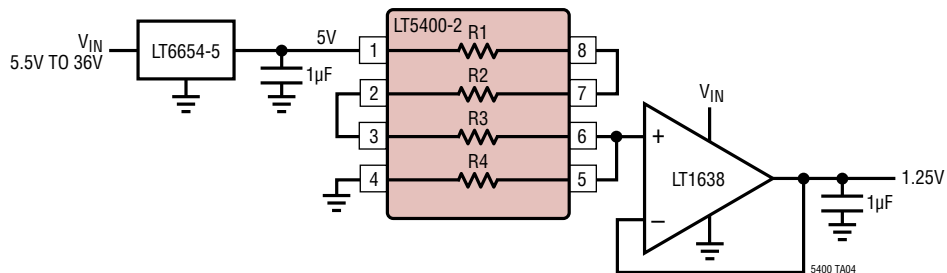 VIN
5.5V TO 36V
LT6654-5
5V
1µF
LT5400-2
1
R1
8
2
R2
7
3
R3
6
4
R4
5
VIN
+
LT1638
−
1.25V
1µF
5400 TA04